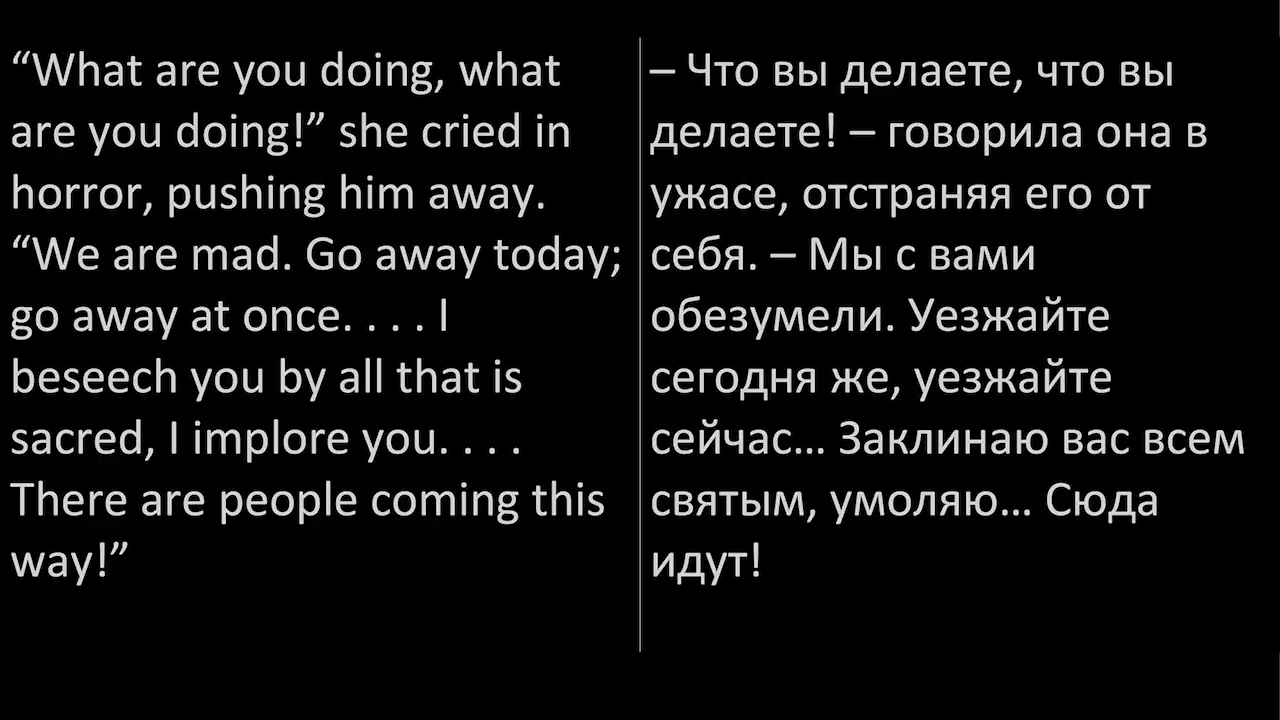 “What are you doing, what
are you doing!” she cried in
horror, pushing him away.
“We are mad. Go away today;
go away at once. . . . I
beseech you by all that is
sacred, I implore you. . . .
There are people coming this
way!”
– Что вы делаете, что вы
делаете! – говорила она в
ужасе, отстраняя его от
себя. – Мы с вами
обезумели. Уезжайте
сегодня же, уезжайте
сейчас… Заклинаю вас всем
святым, умоляю… Сюда
идут!